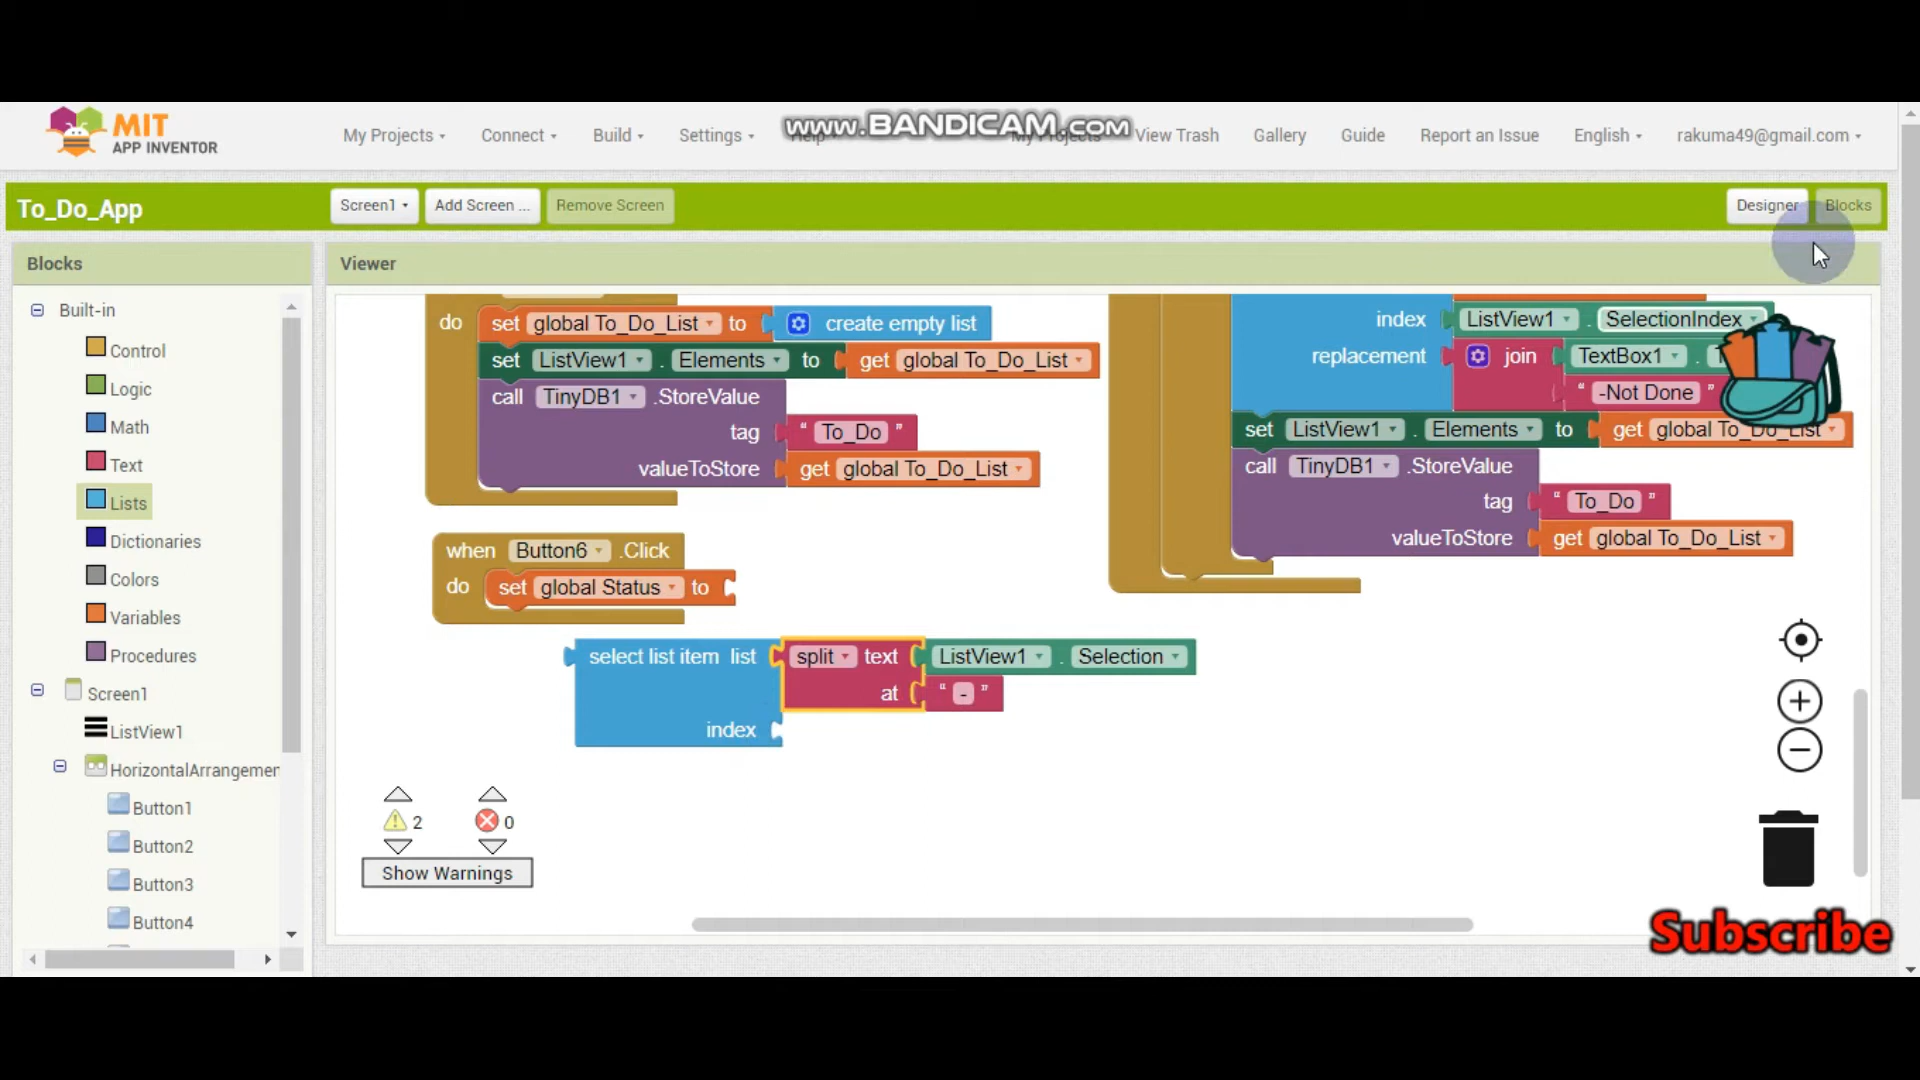 MIT
APP INVENTOR
My Projects
Connect
Build
Settings
Help
www.BANDICAM.com
My Projects
View Trash
Gallery
Guide
Report an Issue
English
rakuma49@gmail.com
To_Do_App
Screen1
Add Screen ...
Remove Screen
Designer
Blocks
Blocks
Viewer
Built-in
Control
Logic
Math
Text
Lists
Dictionaries
Colors
Variables
Procedures
Screen1
ListView1
HorizontalArrangemen
Button1
Button2
Button3
Button4
do set global To_Do_List to create empty list
set ListView1 . Elements to get global To_Do_List
call TinyDB1 .StoreValue
tag “ To_Do ”
valueToStore get global To_Do_List
when Button6 .Click
do set global Status to
select list item list split text ListView1 . Selection
at “ - ”
index
index ListView1 . SelectionIndex
replacement join TextBox1 .
“ -Not Done ”
set ListView1 . Elements to get global To_Do_List
call TinyDB1 .StoreValue
tag “ To_Do ”
valueToStore get global To_Do_List
2
0
Show Warnings
Subscribe